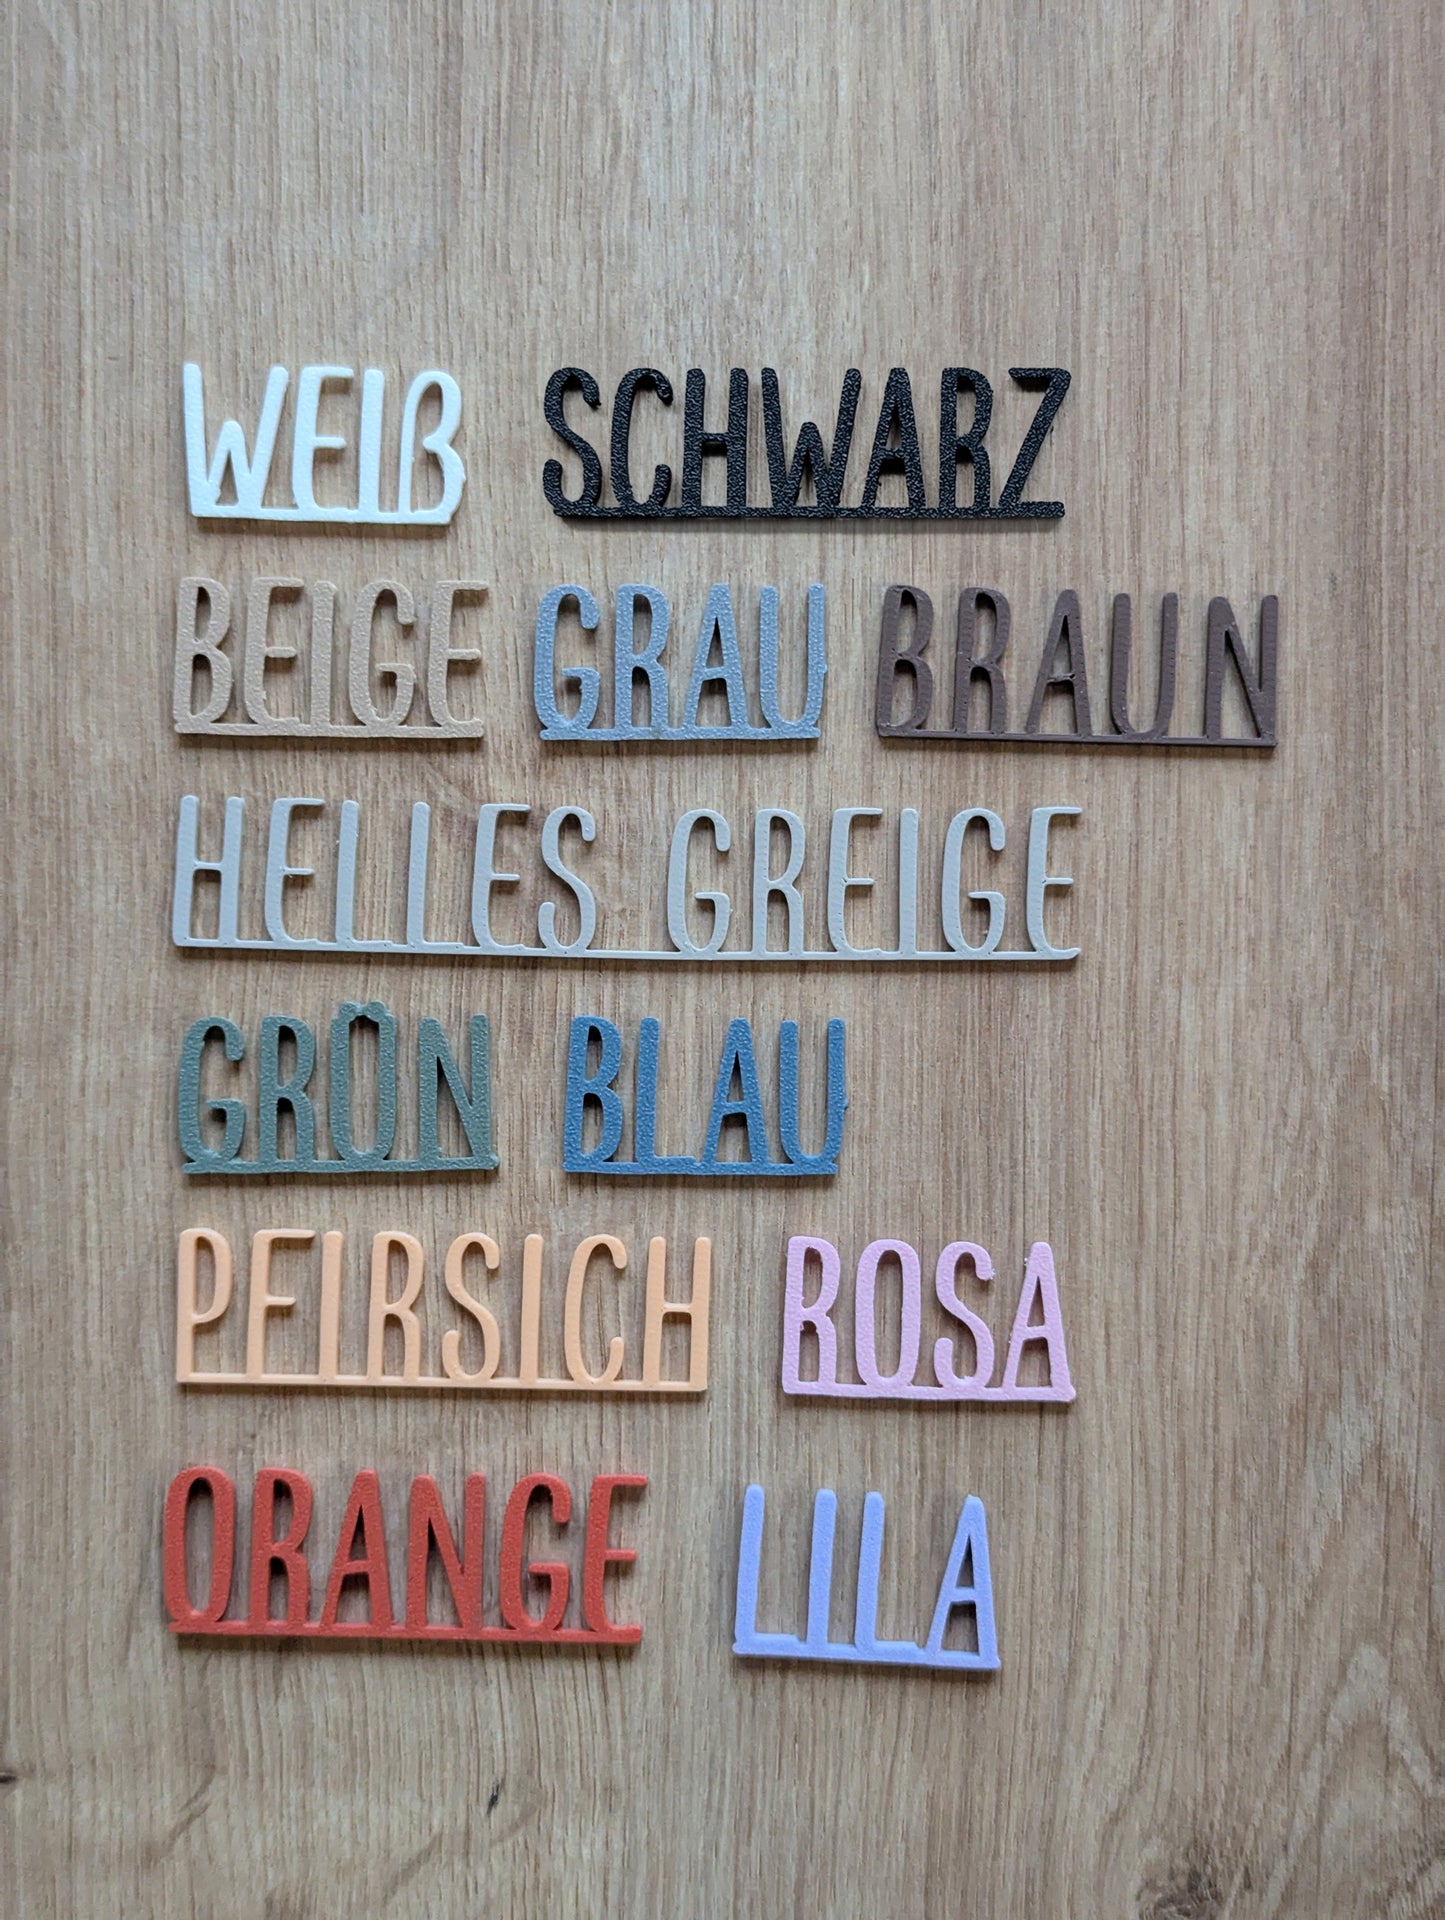 WEIß SCHWARZ
BEIGE GRAU BRAUN
HELLES GREIGE
GRÜN BLAU
PFIRSICH ROSA
ORANGE LILA